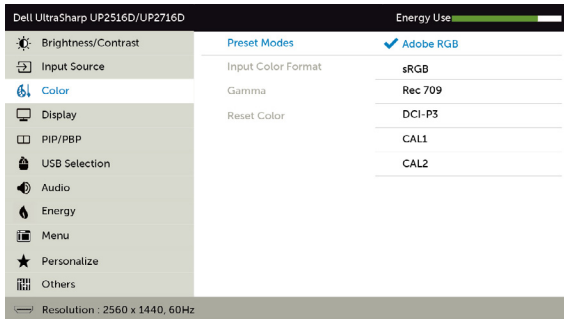 Dell UltraSharp UP2516D/UP2716D Energy Use
Brightness/Contrast Preset Modes Adobe RGB
Input Source Input Color Format sRGB
Color Gamma Rec 709
Display Reset Color DCI-P3
PIP/PBP CAL1
USB Selection CAL2
Audio
Energy
Menu
Personalize
Others
Resolution : 2560 x 1440, 60Hz